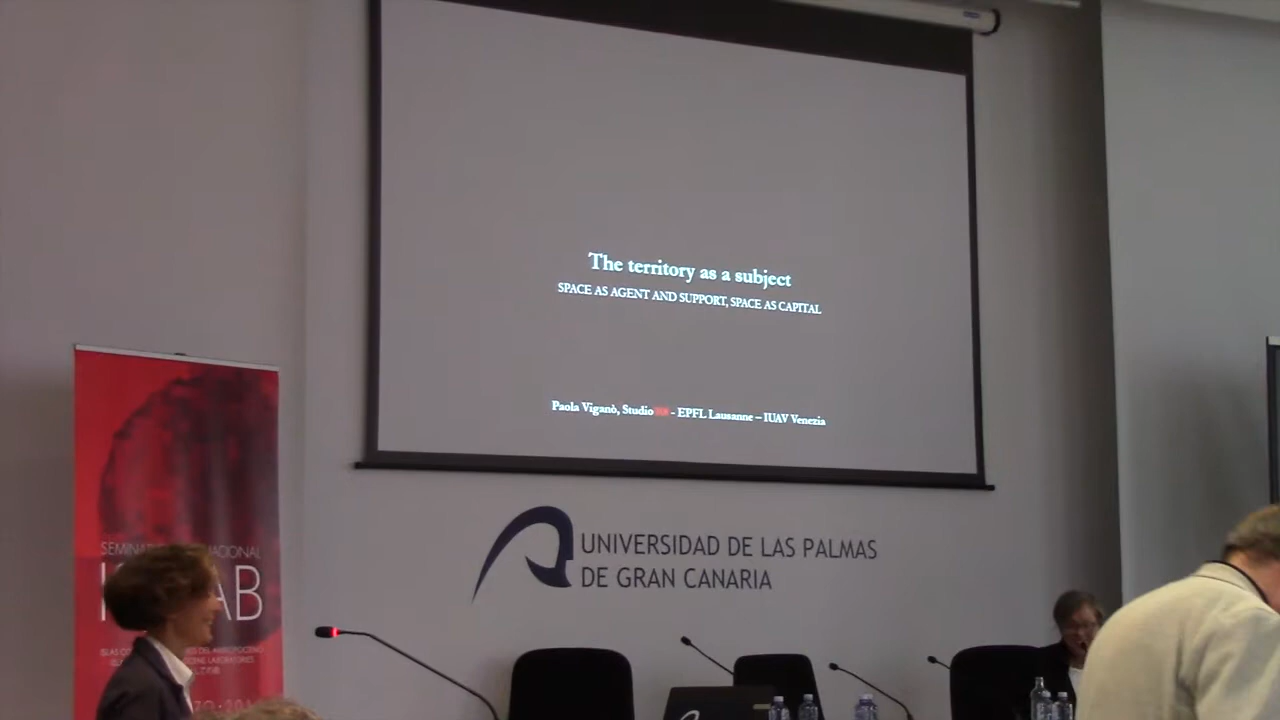 The territory as a subject
SPACE AS AGENT AND SUPPORT, SPACE AS CAPITAL
Paola Viganò, Studio - EPFL Lausanne – IUAV Venezia
UNIVERSIDAD DE LAS PALMAS
DE GRAN CANARIA